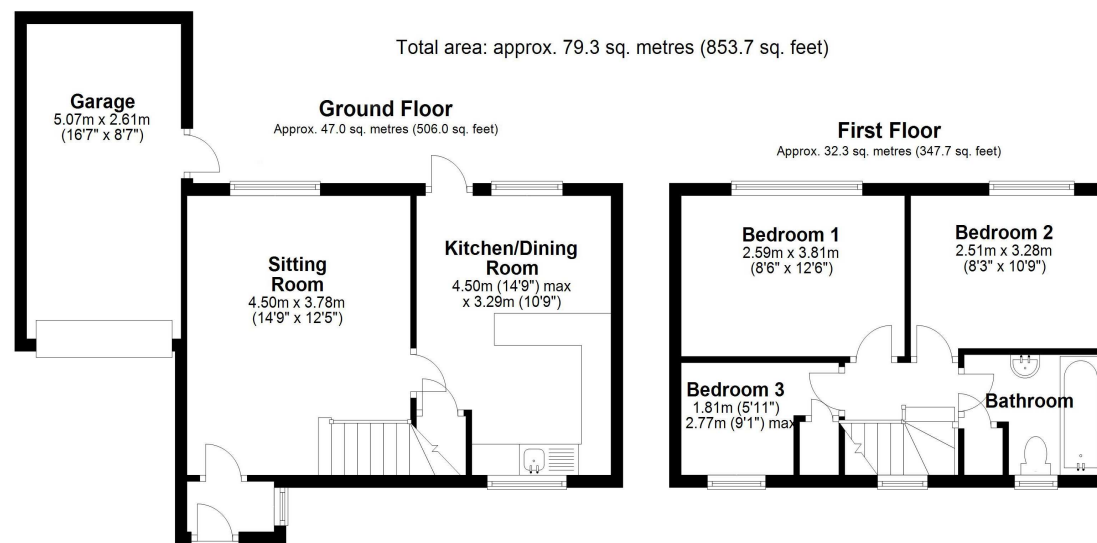 Total area: approx. 79.3 sq. metres (853.7 sq. feet)
Ground Floor
Approx. 47.0 sq. metres (506.0 sq. feet)
First Floor
Approx. 32.3 sq. metres (347.7 sq. feet)
Garage
5.07m x 2.61m
(16'7" x 8'7")
Sitting
Room
4.50m x 3.78m
(14'9" x 12'5")
Kitchen/Dining
Room
4.50m (14'9") max
x 3.29m (10'9")
Bedroom 1
2.59m x 3.81m
(8'6" x 12'6")
Bedroom 2
2.51m x 3.28m
(8'3" x 10'9")
Bedroom 3
1.81m (5'11")
2.77m (9'1") max
Bathroom